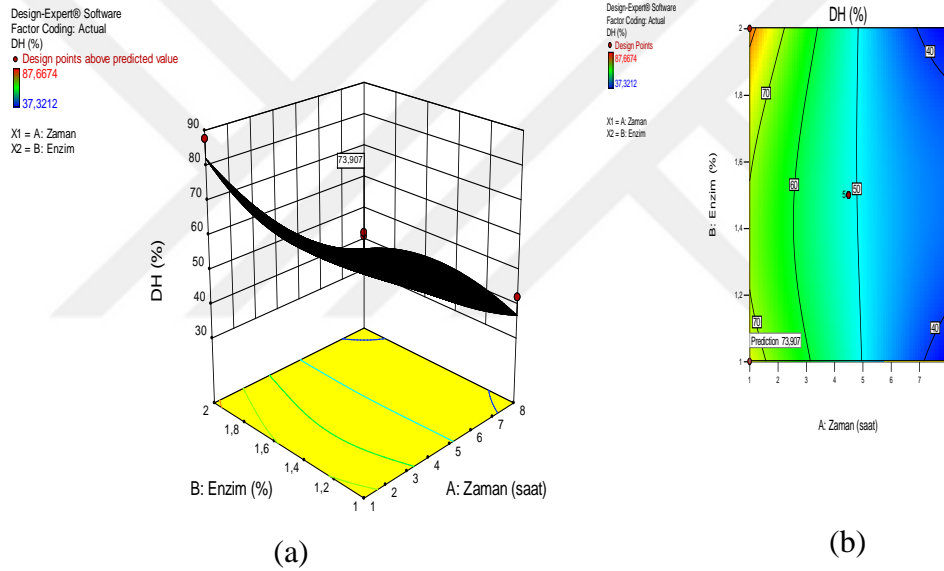 Design-Expert® Software
Factor Coding: Actual
DH (%)
Design points above predicted value
87,6674
37,3212
X1 = A: Zaman
X2 = B: Enzim
90
80
70
60
50
40
30
DH (%)
73,907
2
1,8
1,6
1,4
1,2
1
B: Enzim (%)
1
2
3
4
5
6
7
8
A: Zaman (saat)
(a)
Design-Expert® Software
Factor Coding: Actual
DH (%)
Design Points
87,6674
37,3212
X1 = A: Zaman
X2 = B: Enzim
DH (%)
2
1,8
1,6
1,4
1,2
1
B: Enzim (%)
40
70
60
50
5
70
40
Prediction 73,907
1
2
3
4
5
6
7
A: Zaman (saat)
(b)